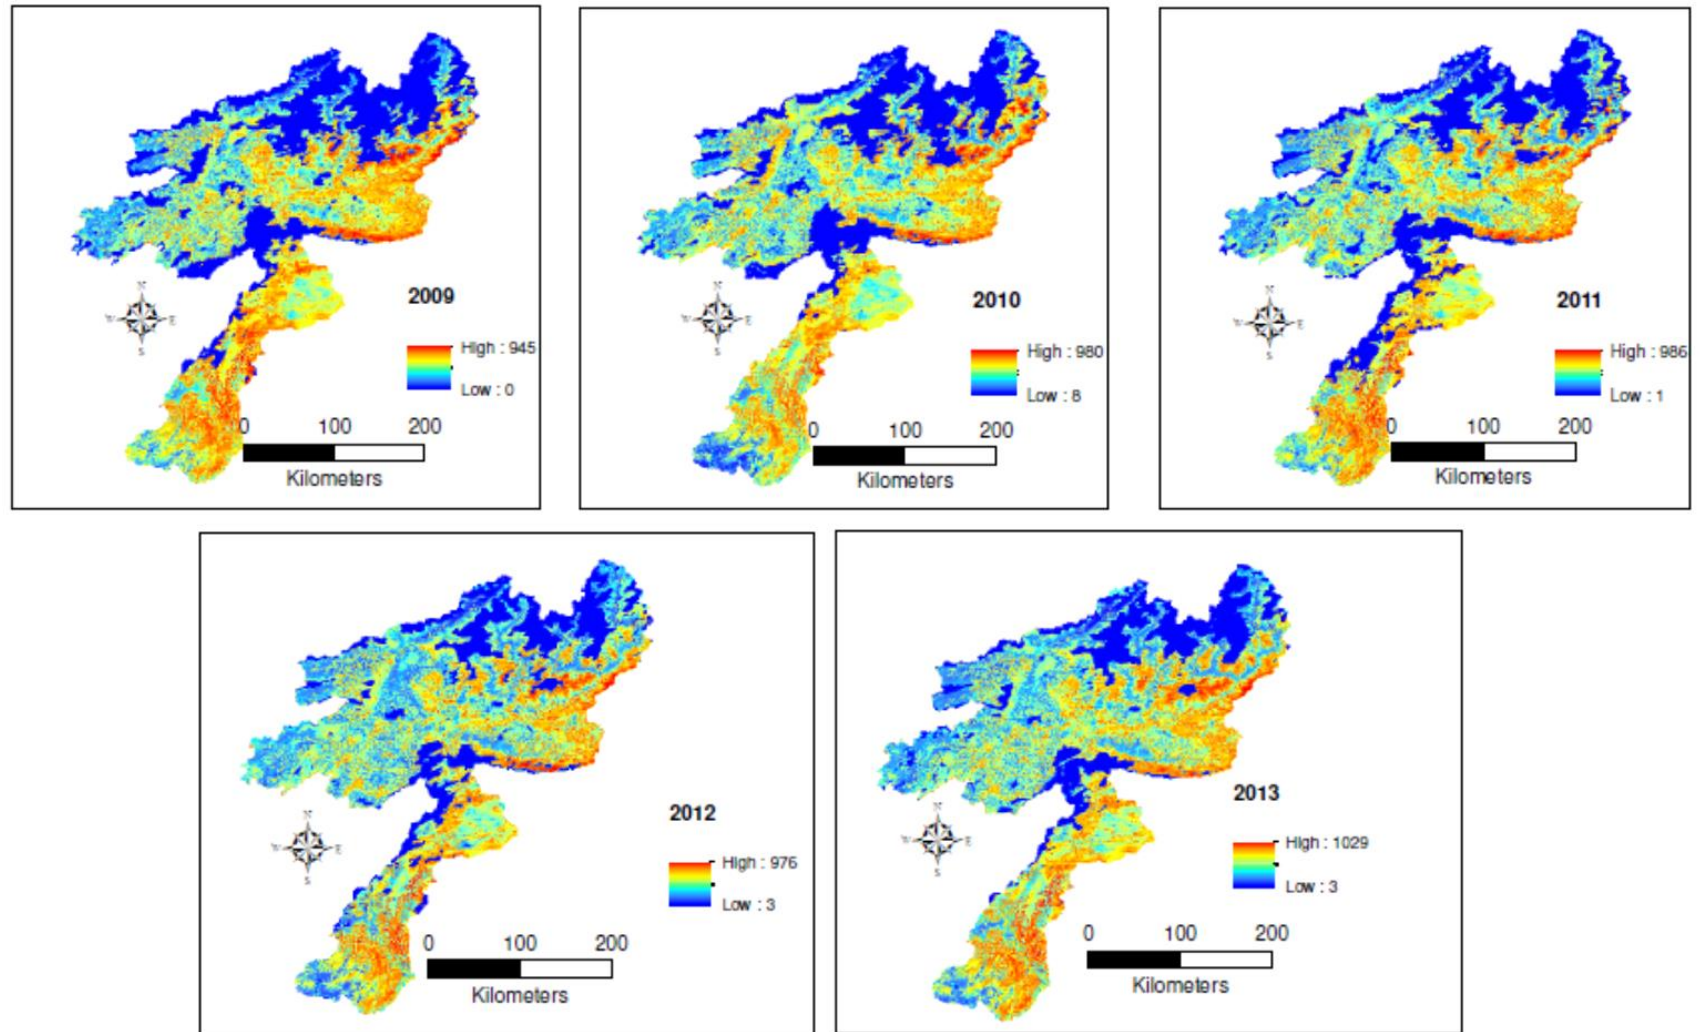 N
W E
S
2009
High : 945
Low : 0
0 100 200
Kilometers
N
W E
S
2010
High : 980
Low : 8
0 100 200
Kilometers
N
W E
S
2011
High : 986
Low : 1
0 100 200
Kilometers
N
W E
S
2012
High : 976
Low : 3
0 100 200
Kilometers
N
W E
S
2013
High : 1029
Low : 3
0 100 200
Kilometers